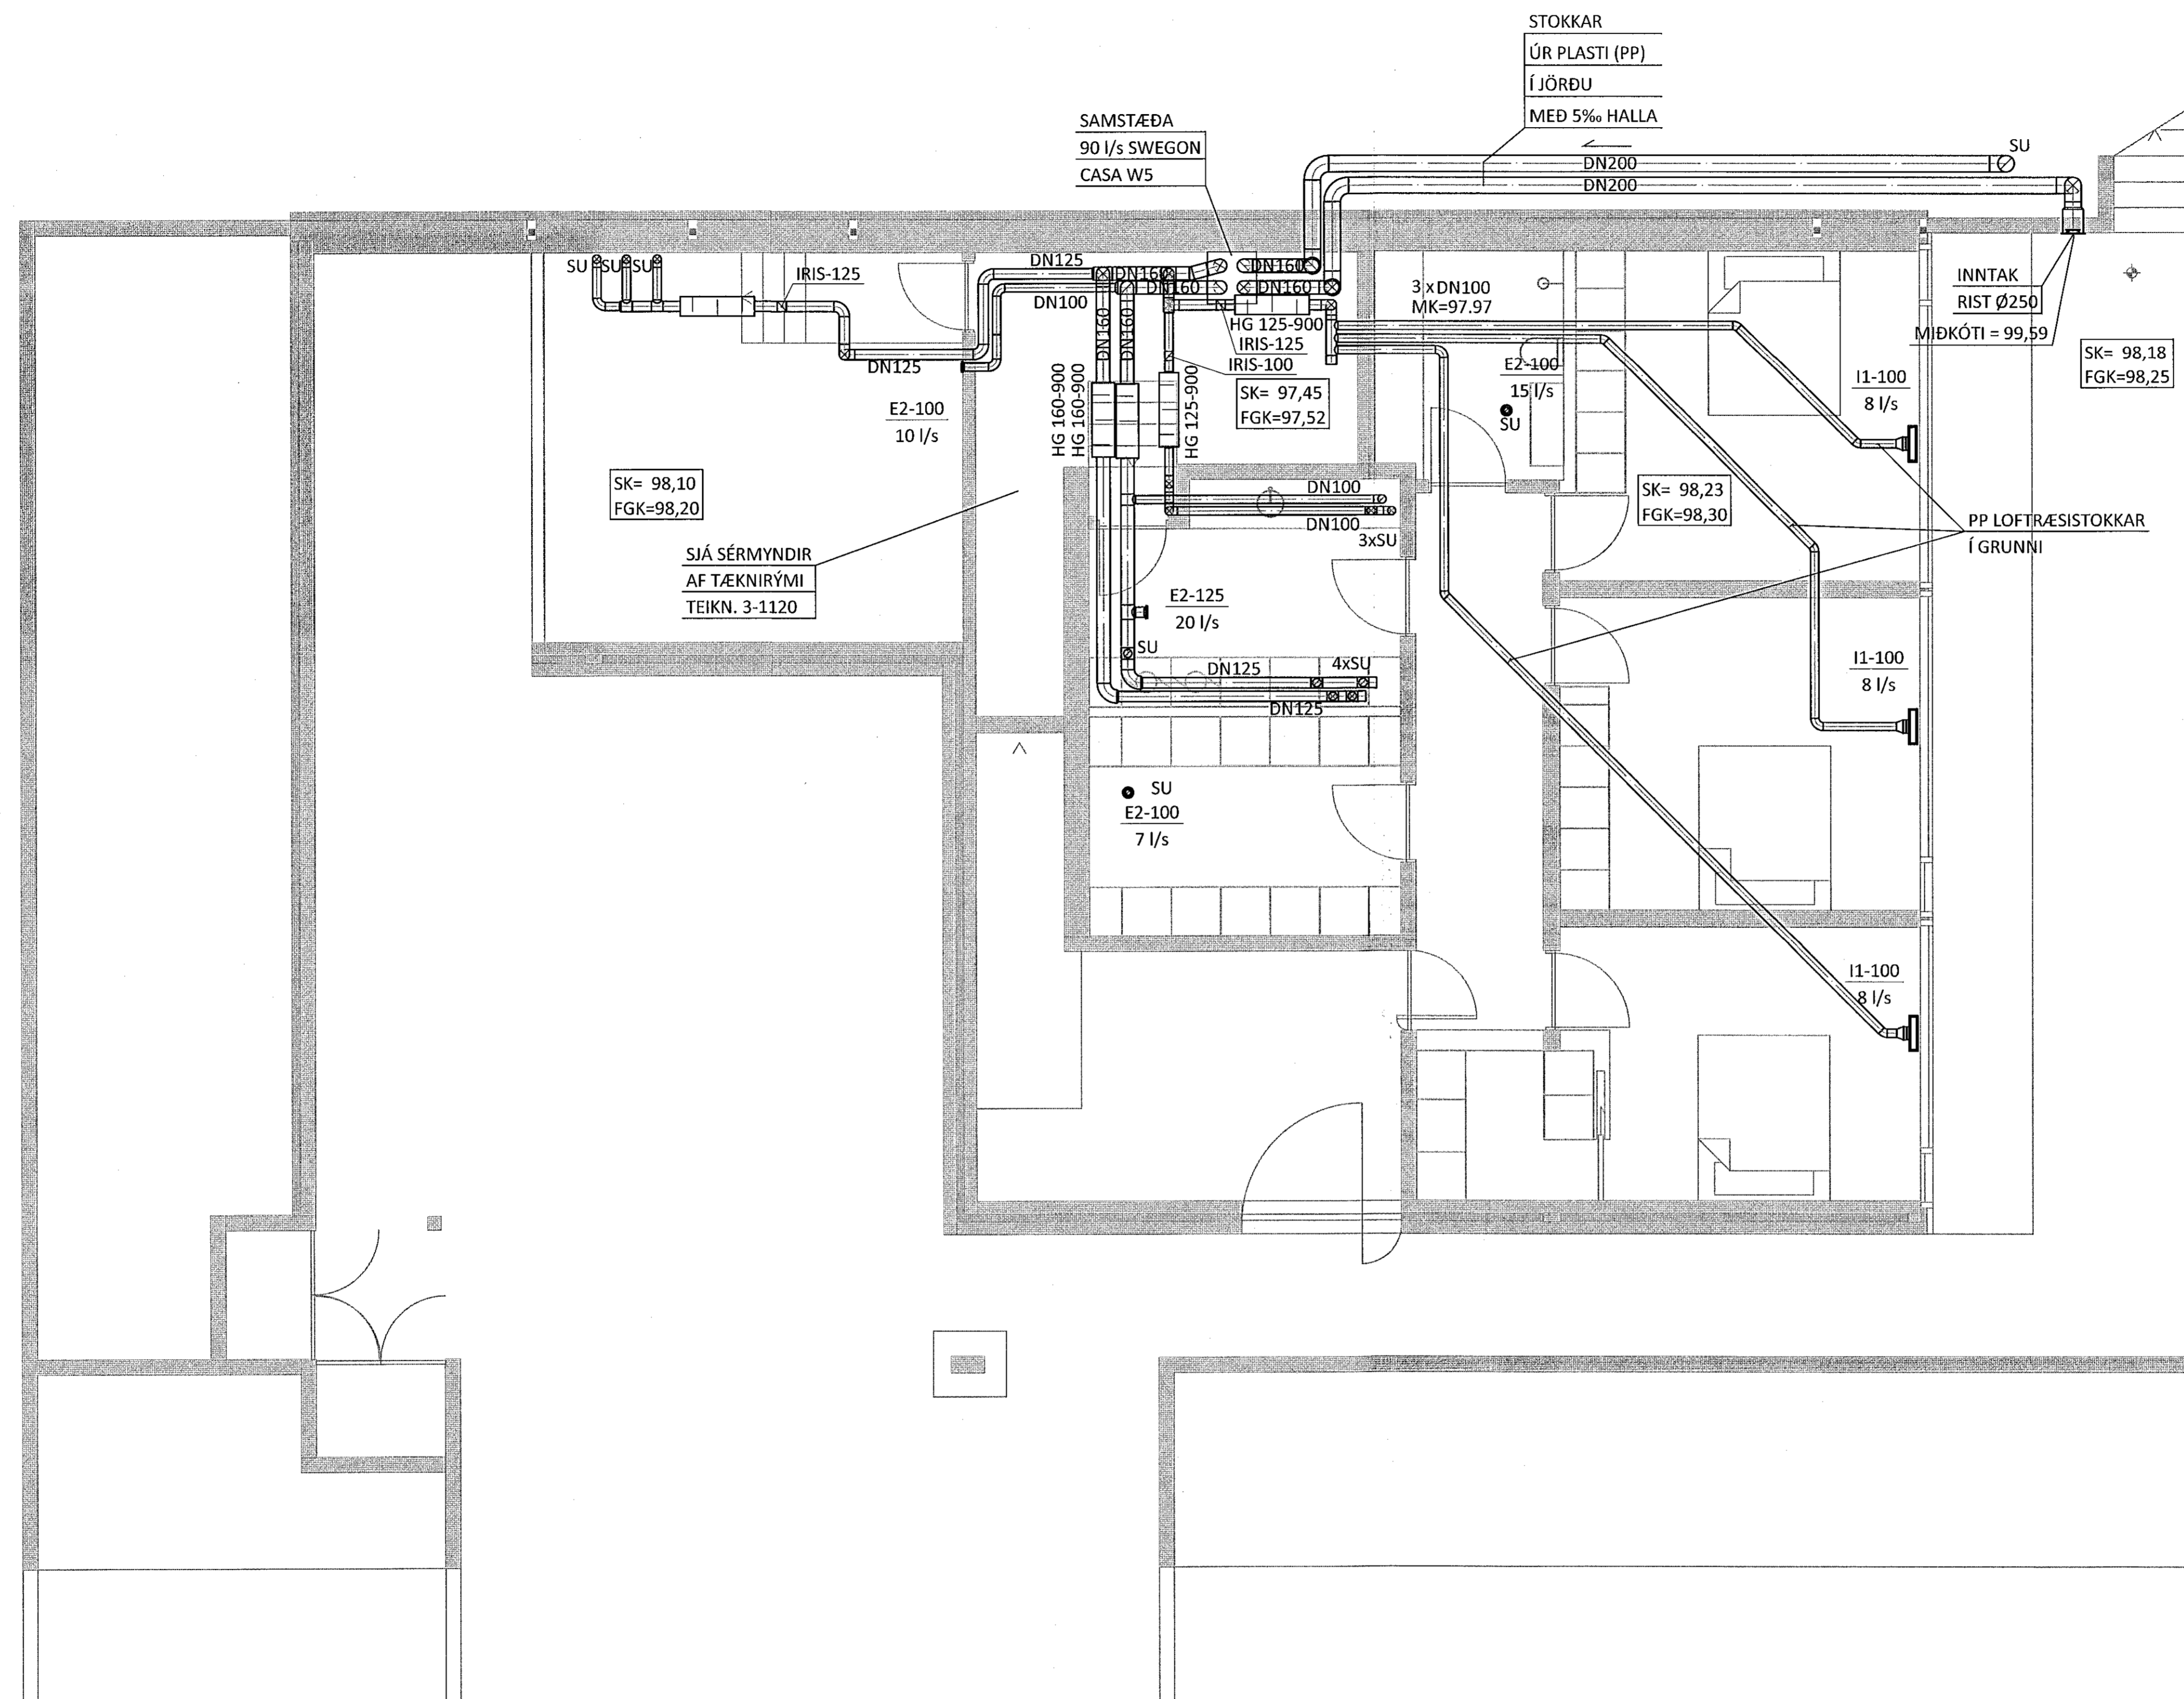 STOKKAR
ÚR PLASTI (PP)
Í JÖRÐU
MEÐ 5‰ HALLA
SAMSTÆÐA
90 l/s SWEGON
CASA W5
SU
DN200
DN200
INNTAK
RIST Ø250
MIÐKÓTI = 99,59
SK= 98,18
FGK=98,25
SU
SU
SU
IRIS-125
DN125
DN100
DN125
DN160
DN160
DN160
DN160
DN160
DN160
HG 125-900
IRIS-125
IRIS-100
3 x DN100
MK=97.97
HG 160-900
HG 160-900
HG 125-900
SK= 97,45
FGK=97,52
E2-100
15 l/s
SU
I1-100
8 l/s
E2-100
10 l/s
SK= 98,10
FGK=98,20
SK= 98,23
FGK=98,30
DN100
DN100
3xSU
PP LOFTRÆSISTOKKAR
Í GRUNNI
SJÁ SÉRMYNDIR
AF TÆKNIRÝMI
TEIKN. 3-1120
E2-125
20 l/s
SU
DN125
4xSU
DN125
I1-100
8 l/s
SU
E2-100
7 l/s
I1-100
8 l/s